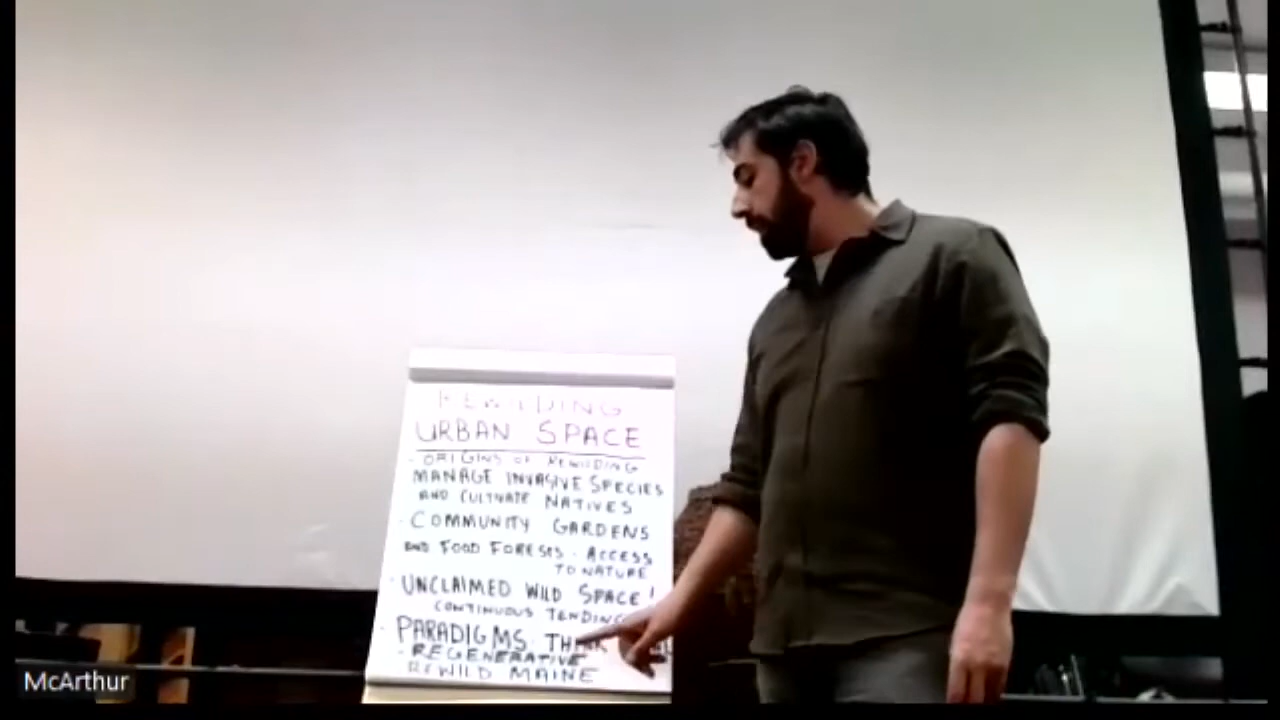 REWILDING
URBAN SPACE
- ORIGINS OF REWILDING
MANAGE INVASIVE SPECIES
AND CULTIVATE NATIVES
- COMMUNITY GARDENS
AND FOOD FORESTS - ACCESS
TO NATURE
- UNCLAIMED WILD SPACE!
CONTINUOUS TENDING
- PARADIGMS:
- REGENERATIVE
REWILD MAINE
McArthur